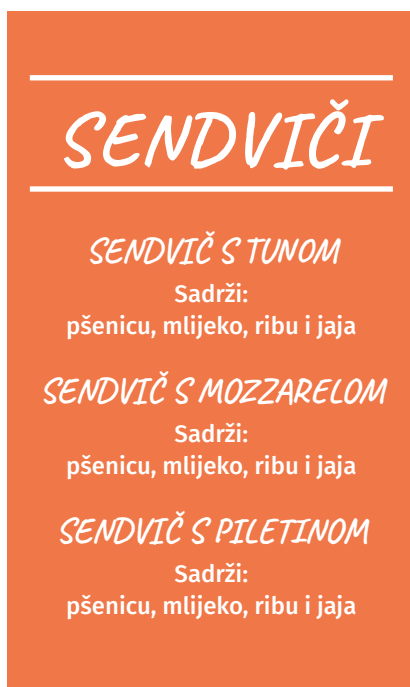 SENDVIČI
SENDVIČ S TUNOM
Sadrži:
pšenicu, mlijeko, ribu i jaja
SENDVIČ S MOZZARELOM
Sadrži:
pšenicu, mlijeko, ribu i jaja
SENDVIČ S PILETINOM
Sadrži:
pšenicu, mlijeko, ribu i jaja